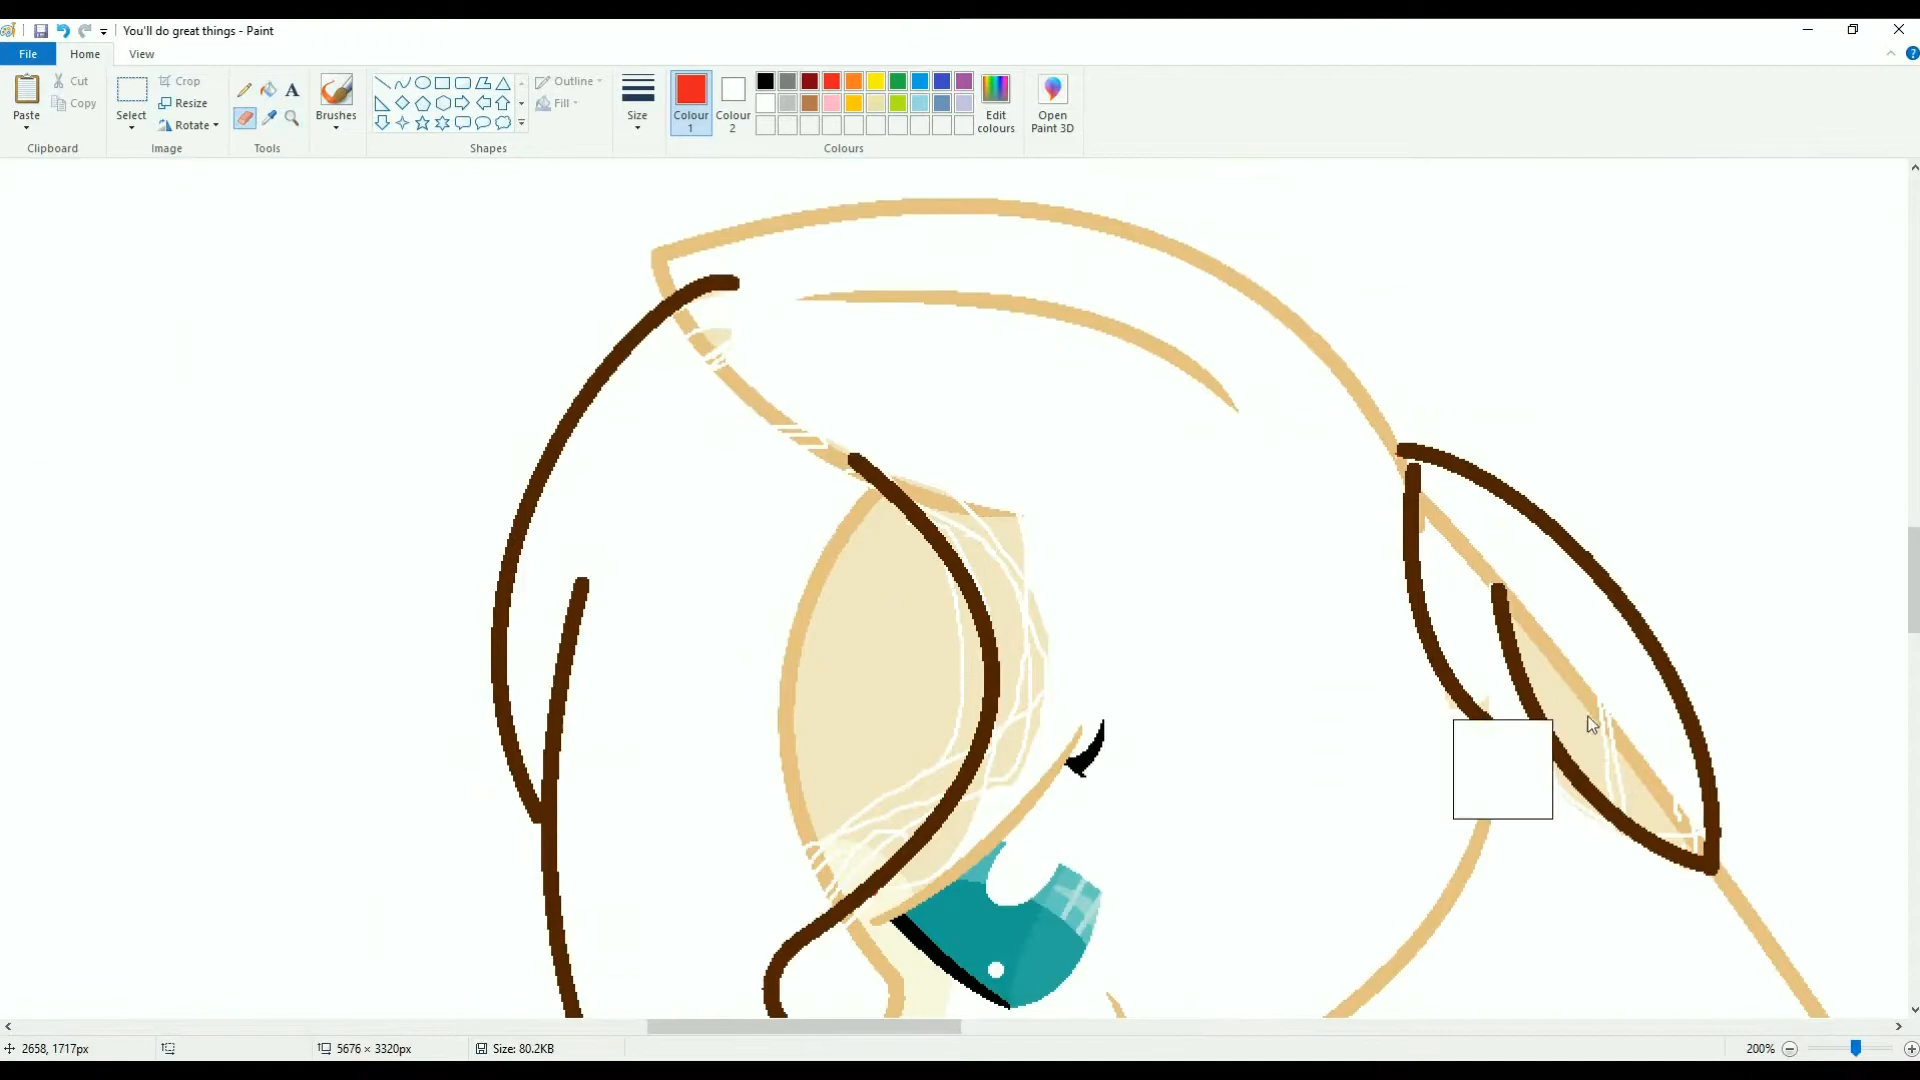 You'll do great things - Paint
File Home View
Paste
Cut
Copy
Clipboard
Select
Crop
Resize
Rotate
Image
A
Tools
Brushes
Shapes
Outline
Fill
Size
Colour
1
Colour
2
Edit
colours
Colours
Open
Paint 3D
?
2658, 1717px
5676 × 3320px
Size: 80.2KB
200%